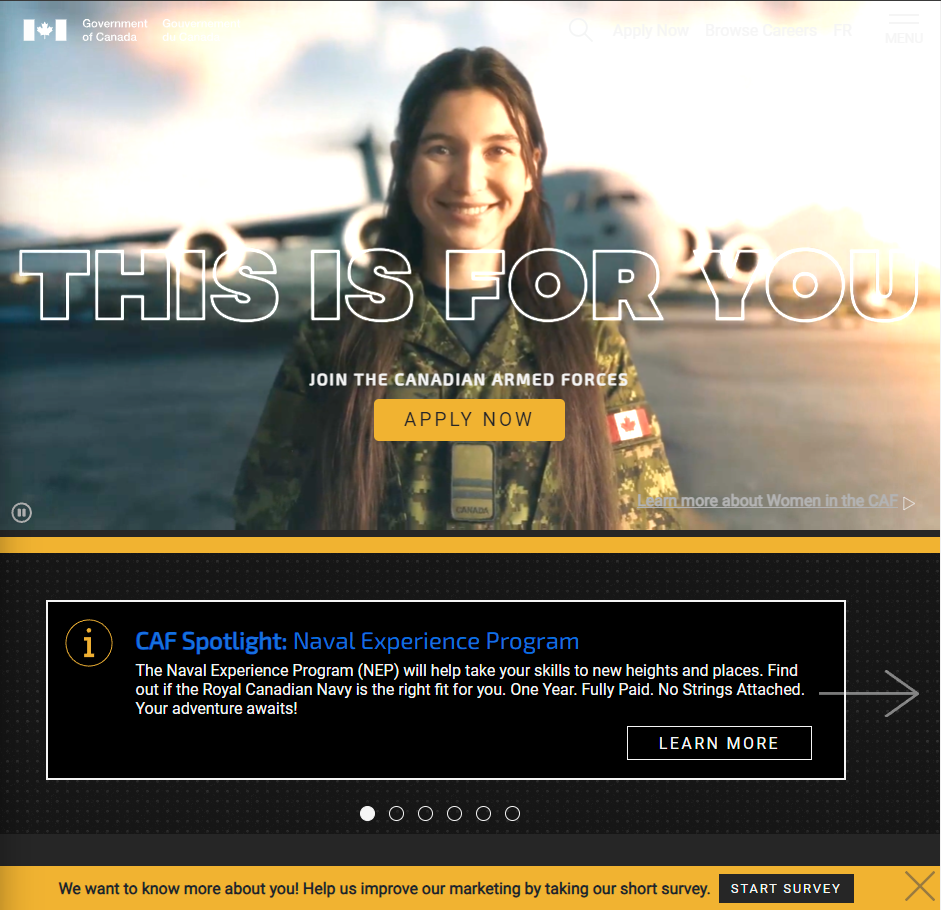 Government
of Canada
Apply Now
Browse Careers
FR
MENU
THIS IS FOR YOU
JOIN THE CANADIAN ARMED FORCES
APPLY NOW
CANADA
Learn more about Women in the CAF
CAF Spotlight: Naval Experience Program
The Naval Experience Program (NEP) will help take your skills to new heights and places. Find
out if the Royal Canadian Navy is the right fit for you. One Year. Fully Paid. No Strings Attached.
Your adventure awaits!
LEARN MORE
We want to know more about you! Help us improve our marketing by taking our short survey.
START SURVEY